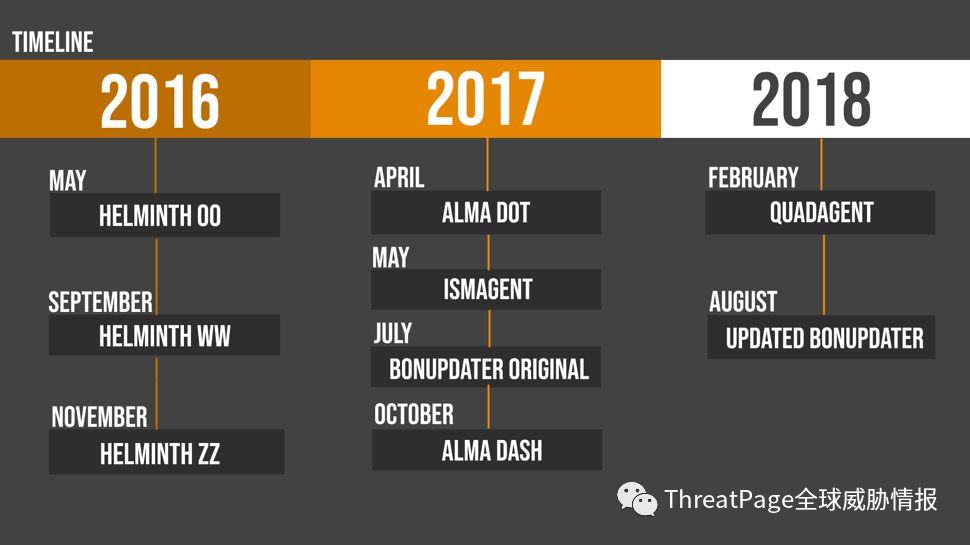 TIMELINE
2016
MAY
HELMINTH OO
SEPTEMBER
HELMINTH WW
NOVEMBER
HELMINTH ZZ
2017
APRIL
ALMA DOT
MAY
ISMAGENT
JULY
BONUPDATER ORIGINAL
OCTOBER
ALMA DASH
2018
FEBRUARY
QUADAGENT
AUGUST
UPDATED BONUPDATER
ThreatPage全球威胁情报